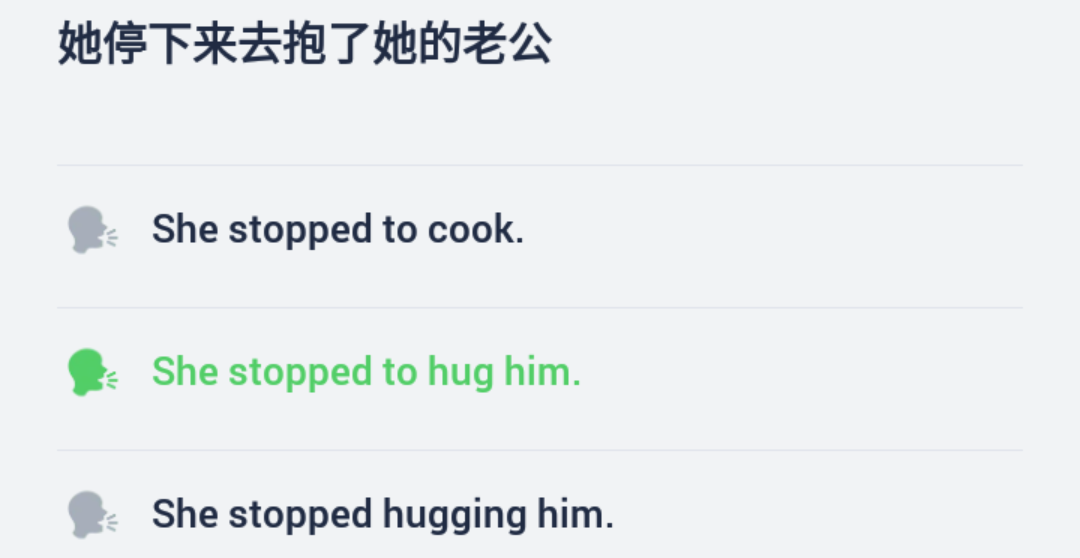 她停下来去抱了她的老公
She stopped to cook.
She stopped to hug him.
She stopped hugging him.